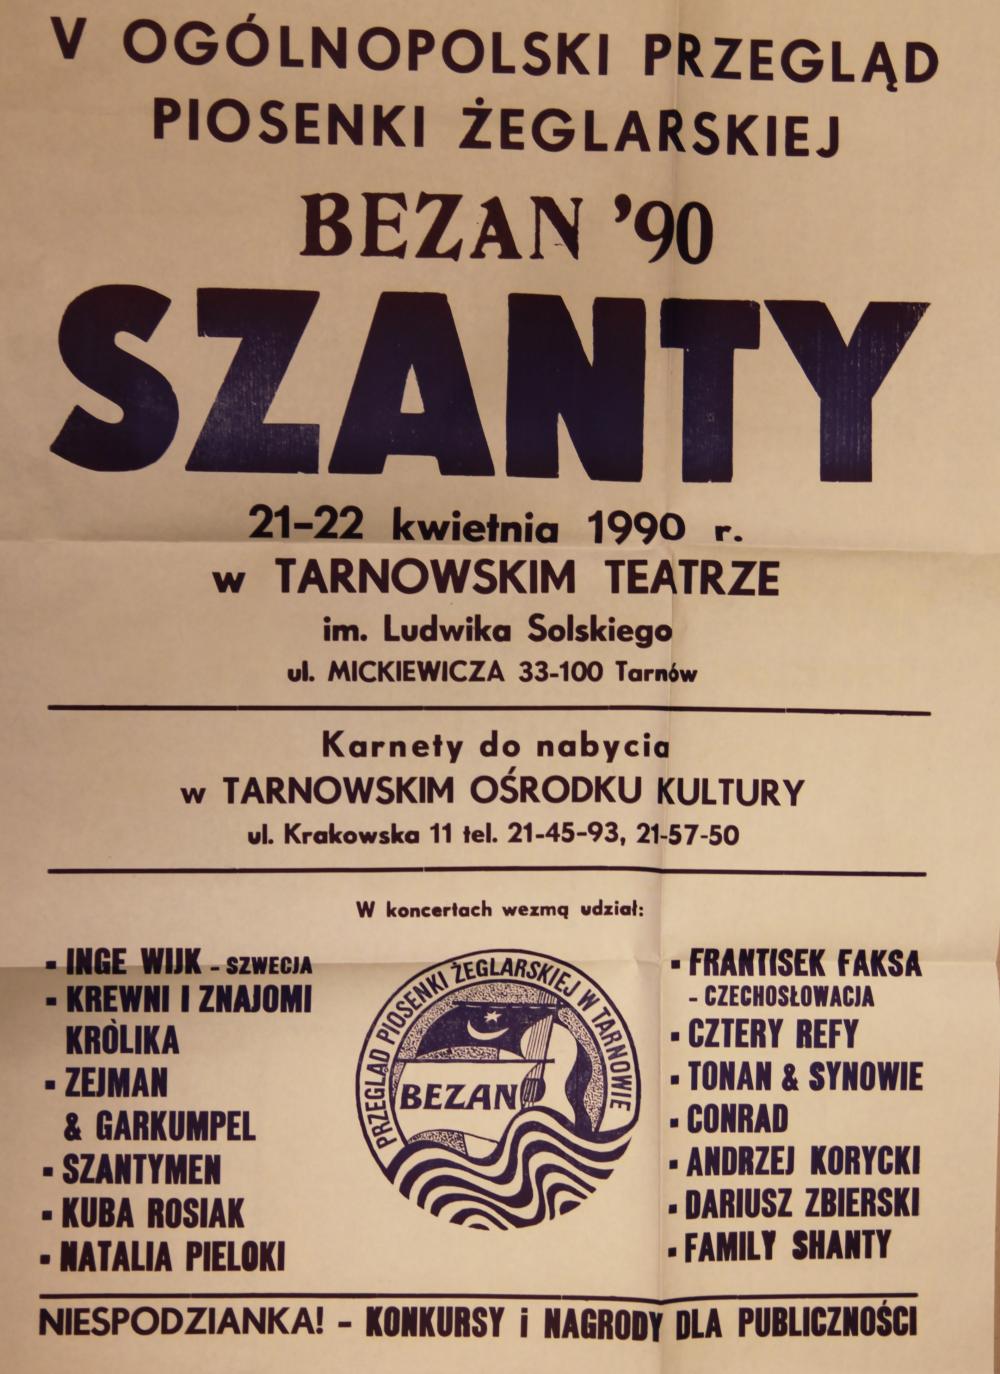 V OGÓLNOPOLSKI PRZEGLĄD
PIOSENKI ŻEGLARSKIEJ
BEZAN '90
SZANTY
21-22 kwietnia 1990 r.
w TARNOWSKIM TEATRZE
im. Ludwika Solskiego
ul. MICKIEWICZA 33-100 Tarnów
Karnety do nabycia
w TARNOWSKIM OŚRODKU KULTURY
ul. Krakowska 11 tel. 21-45-93, 21-57-50
W koncertach wezmą udział:
- INGE WIJK - SZWECJA
- KREWNI I ZNAJOMI
KRÒLIKA
- ZEJMAN
& GARKUMPEL
- SZANTYMEN
- KUBA ROSIAK
- NATALIA PIELOKI
PRZEGLĄD PIOSENKI ŻEGLARSKIEJ W TARNOWIE
BEZAN
- FRANTISEK FAKSA
- CZECHOSŁOWACJA
- CZTERY REFY
- TONAN & SYNOWIE
- CONRAD
- ANDRZEJ KORYCKI
- DARIUSZ ZBIERSKI
- FAMILY SHANTY
NIESPODZIANKA! - KONKURSY i NAGRODY DLA PUBLICZNOŚCI